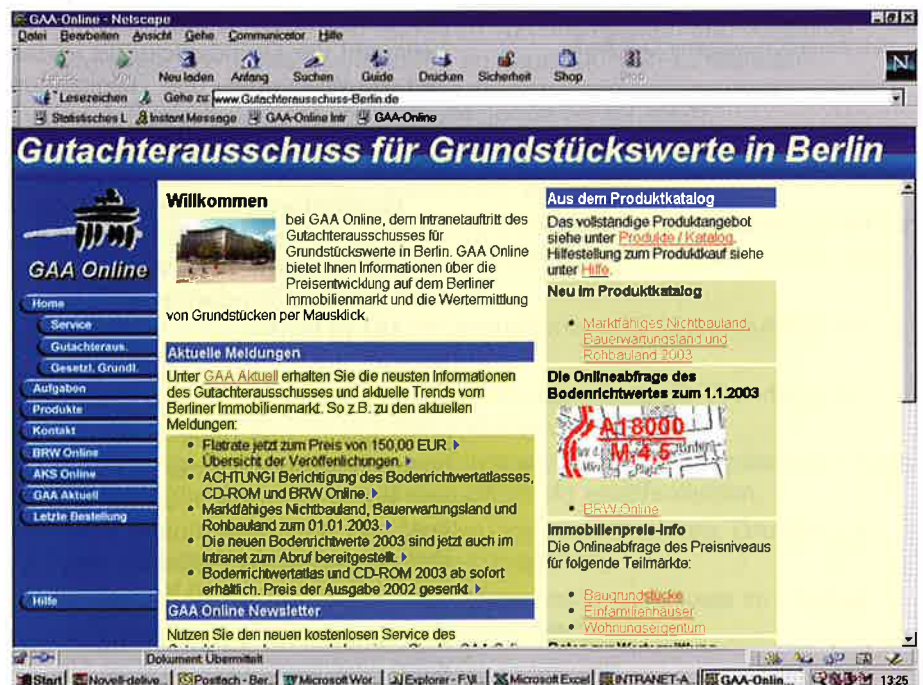 GAA-Online - Netscape
Datei Bearbeiten Ansicht Gehe Communicator Hilfe
Neu laden Anfang Suchen Guide Drucken Sicherheit Shop
Lesezeichen Gehe zu: www.Gutachterausschuss-Berlin.de
Statistisches L Instant Message GAA-Online Intr GAA-Online
Gutachterausschuss für Grundstückswerte in Berlin
GAA Online
Home
Service
Gutachteraus.
Gesetzl. Grundl.
Aufgaben
Produkte
Kontakt
BRW Online
AKS Online
GAA Aktuell
Letzte Bestellung
Hilfe
Willkommen
bei GAA Online, dem Intranetauftritt des
Gutachterausschusses für
Grundstückswerte in Berlin. GAA Online
bietet Ihnen Informationen über die
Preisentwicklung auf dem Berliner
Immobilienmarkt und die Wertermittlung
von Grundstücken per Mausklick.
Aktuelle Meldungen
Unter GAA Aktuell erhalten Sie die neusten Informationen
des Gutachterausschusses und aktuelle Trends vom
Berliner Immobilienmarkt. So z.B. zu den aktuellen
Meldungen:
• Flatrate jetzt zum Preis von 150,00 EUR.
• Übersicht der Veröffentlichungen.
• ACHTUNG! Berichtigung des Bodenrichtwertatlasses,
CD-ROM und BRW Online.
• Marktfähiges Nichtbauland, Bauerwartungsland und
Rohbauland zum 01.01.2003.
• Die neuen Bodenrichtwerte 2003 sind jetzt auch im
Intranet zum Abruf bereitgestellt.
• Bodenrichtwertatlas und CD-ROM 2003 ab sofort
erhältlich. Preis der Ausgabe 2002 gesenkt.
GAA Online Newsletter
Nutzen Sie den neuen kostenlosen Service des
Aus dem Produktkatalog
Das vollständige Produktangebot
siehe unter Produkte / Katalog.
Hilfestellung zum Produktkauf siehe
unter Hilfe.
Neu im Produktkatalog
• Marktfähiges Nichtbauland,
Bauerwartungsland und
Rohbauland 2003
Die Onlineabfrage des
Bodenrichtwertes zum 1.1.2003
A18000
M,4,5
• BRW Online
Immobilienpreis-Info
Die Onlineabfrage des Preisniveaus
für folgende Teilmärkte:
• Baugrundstücke
• Einfamilienhäuser
• Wohnungseigentum
Dokument: Übermittelt
Start Novell-delive... Postfach - Ber... Microsoft Wor... Explorer - F:\I... Microsoft Excel INTRANET-A... GAA-Onlin... 13:25